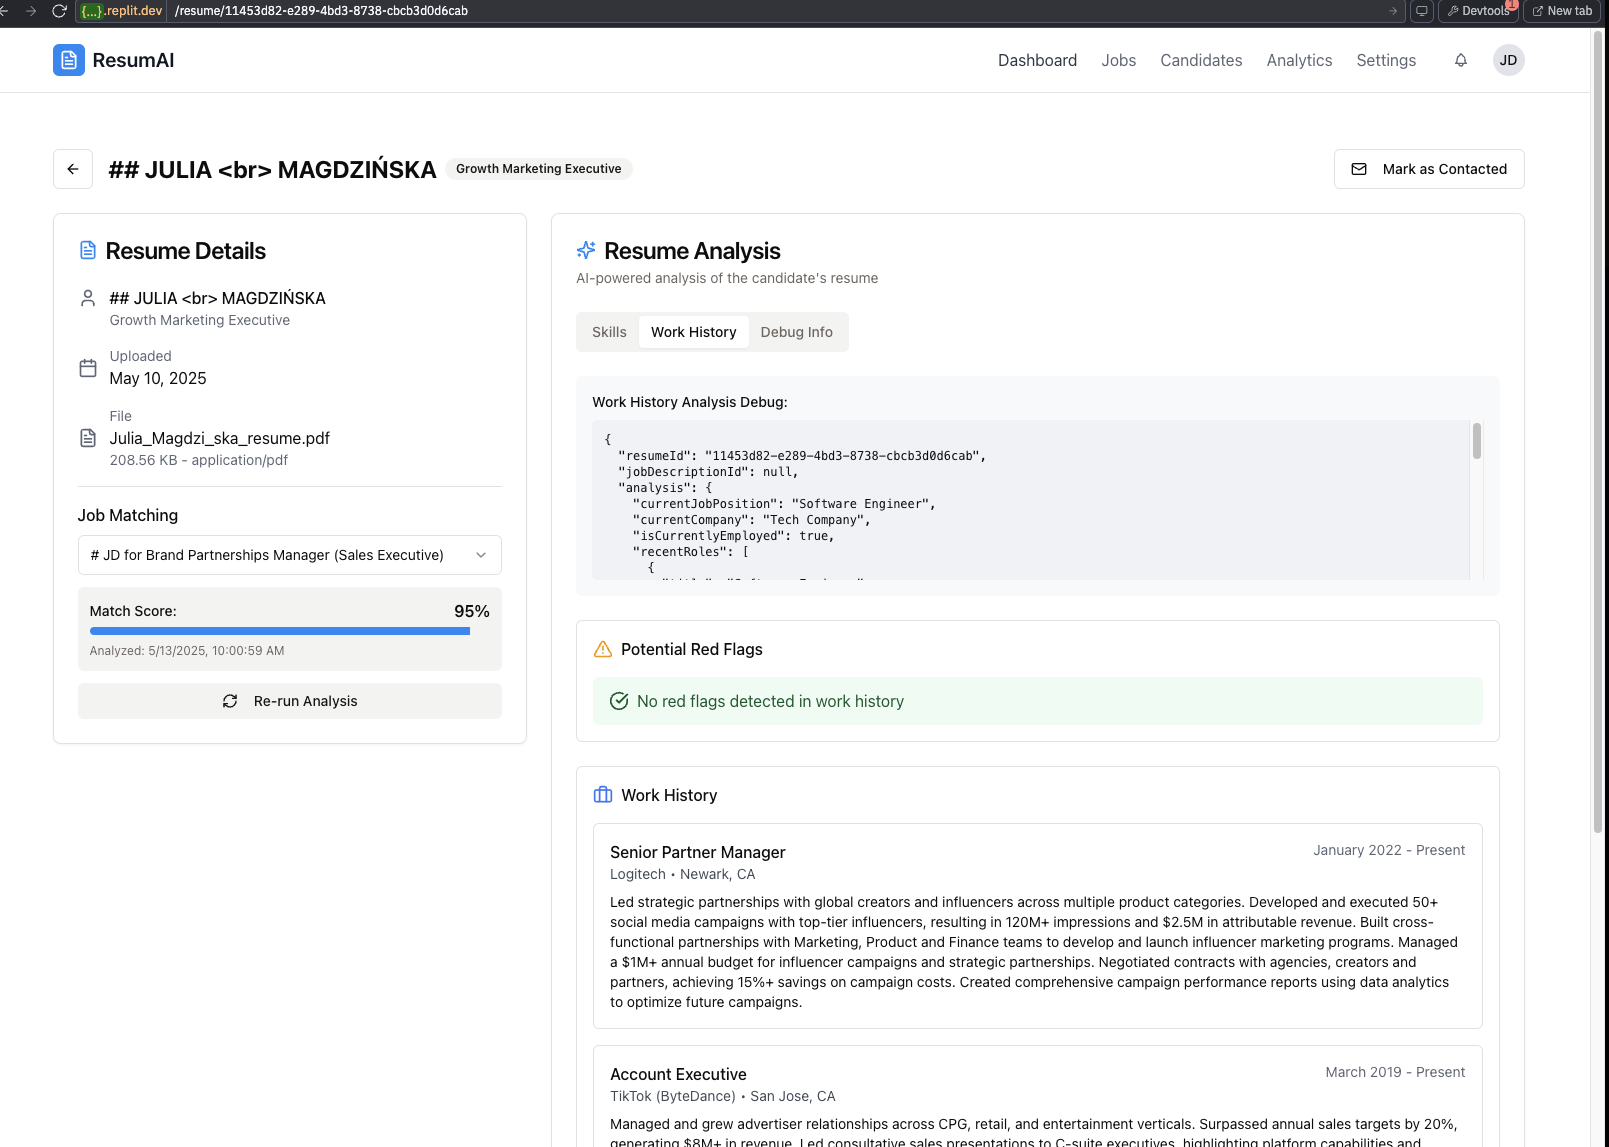 {...}.replit.dev /resume/11453d82-e289-4bd3-8738-cbcb3d0d6cab Devtools 1 New tab
ResumAI
Dashboard Jobs Candidates Analytics Settings JD
## JULIA <br> MAGDZIŃSKA Growth Marketing Executive Mark as Contacted
Resume Details
## JULIA <br> MAGDZIŃSKA
Growth Marketing Executive
Uploaded
May 10, 2025
File
Julia_Magdzi_ska_resume.pdf
208.56 KB - application/pdf
Job Matching
# JD for Brand Partnerships Manager (Sales Executive)
Match Score: 95%
Analyzed: 5/13/2025, 10:00:59 AM
Re-run Analysis
Resume Analysis
AI-powered analysis of the candidate's resume
Skills Work History Debug Info
Work History Analysis Debug:
{
"resumeId": "11453d82-e289-4bd3-8738-cbcb3d0d6cab",
"jobDescriptionId": null,
"analysis": {
"currentJobPosition": "Software Engineer",
"currentCompany": "Tech Company",
"isCurrentlyEmployed": true,
"recentRoles": [
{
Potential Red Flags
No red flags detected in work history
Work History
Senior Partner Manager January 2022 - Present
Logitech • Newark, CA
Led strategic partnerships with global creators and influencers across multiple product categories. Developed and executed 50+
social media campaigns with top-tier influencers, resulting in 120M+ impressions and $2.5M in attributable revenue. Built cross-
functional partnerships with Marketing, Product and Finance teams to develop and launch influencer marketing programs. Managed
a $1M+ annual budget for influencer campaigns and strategic partnerships. Negotiated contracts with agencies, creators and
partners, achieving 15%+ savings on campaign costs. Created comprehensive campaign performance reports using data analytics
to optimize future campaigns.
Account Executive March 2019 - Present
TikTok (ByteDance) • San Jose, CA
Managed and grew advertiser relationships across CPG, retail, and entertainment verticals. Surpassed annual sales targets by 20%,
generating $8M+ in revenue. Led consultative sales presentations to C-suite executives, highlighting platform capabilities and